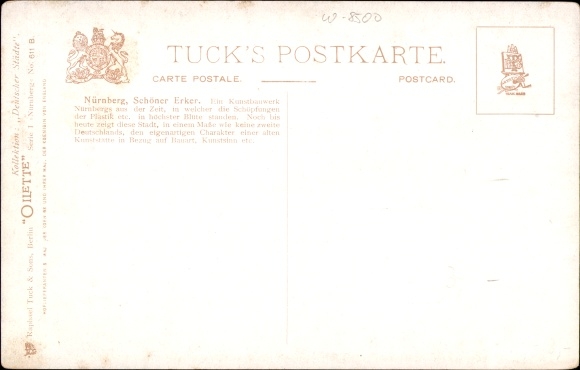 w-8500
TUCK'S POSTKARTE.
CARTE POSTALE.
POSTCARD.
Nürnberg, Schöner Erker. Ein Kunstbauwerk
Nürnbergs aus der Zeit, in welcher die Schöpfungen
der Plastik etc. in höchster Blüte standen. Noch bis
heute zeigt diese Stadt, in einem Maße wie keine zweite
Deutschlands, den eigenartigen Charakter einer alten
Kunststätte in Bezug auf Bauart, Kunstsinn etc.
Kollektion: „Deutscher Städte"
"OILETTE" Serie I Nürnberg: No. 611 B.
Raphael Tuck & Sons, Berlin